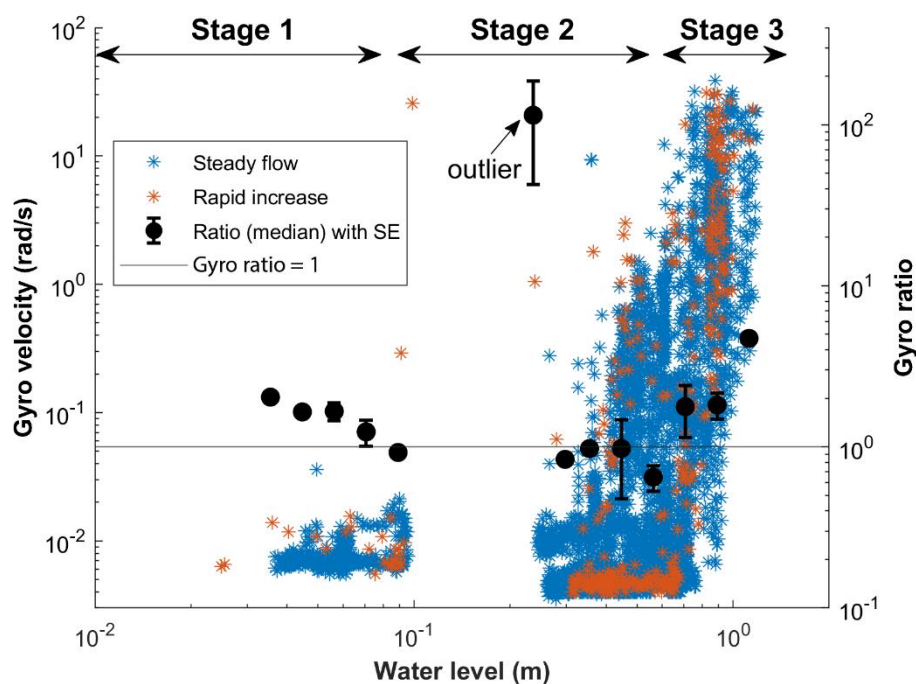 Stage 1 Stage 2 Stage 3
10^2
10^1
10^0
10^-1
10^-2
Gyro velocity (rad/s)
Steady flow
Rapid increase
Ratio (median) with SE
Gyro ratio = 1
outlier
10^2
10^1
10^0
10^-1
Gyro ratio
10^-2 10^-1 10^0
Water level (m)